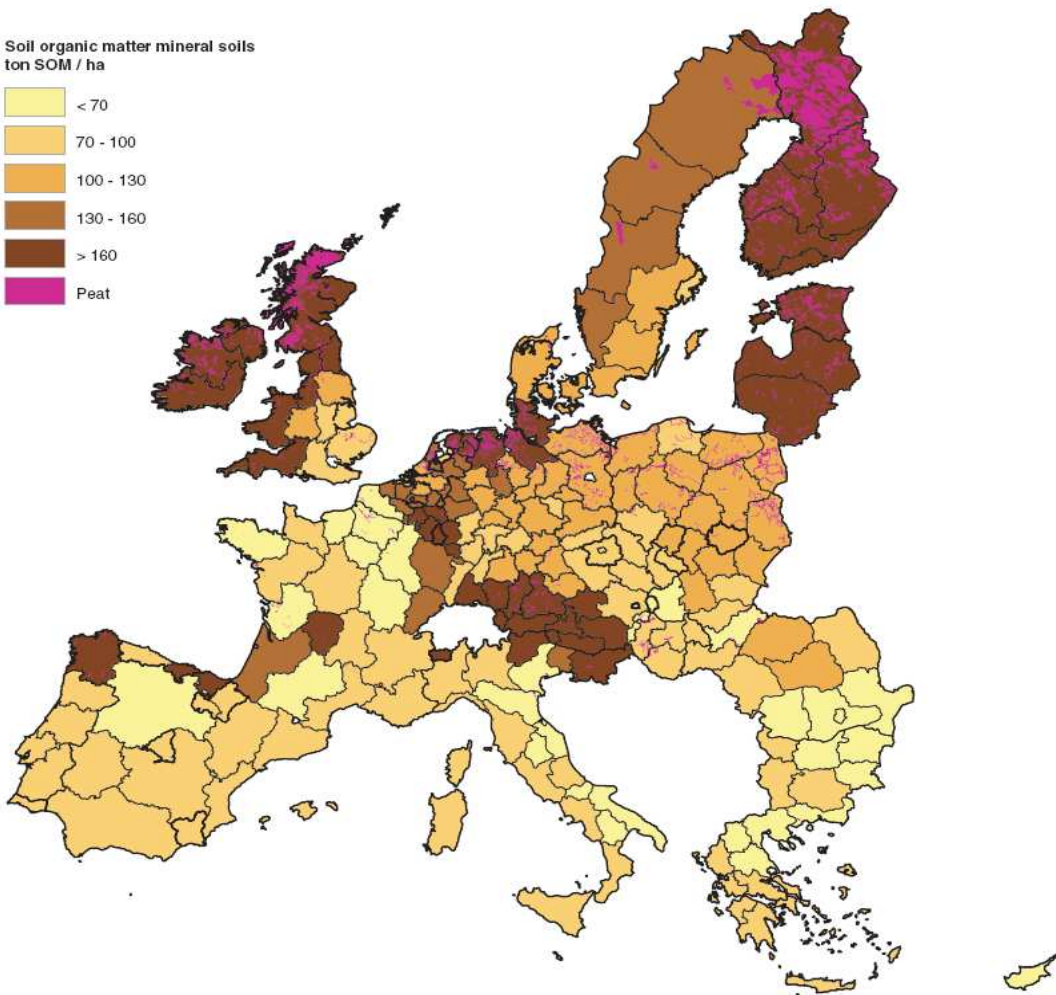 Soil organic matter mineral soils
ton SOM / ha
< 70
70 - 100
100 - 130
130 - 160
> 160
Peat